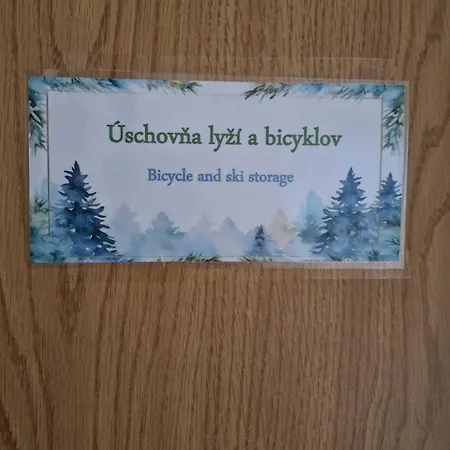 Úschovňa lyží a bicyklov
Bicycle and ski storage